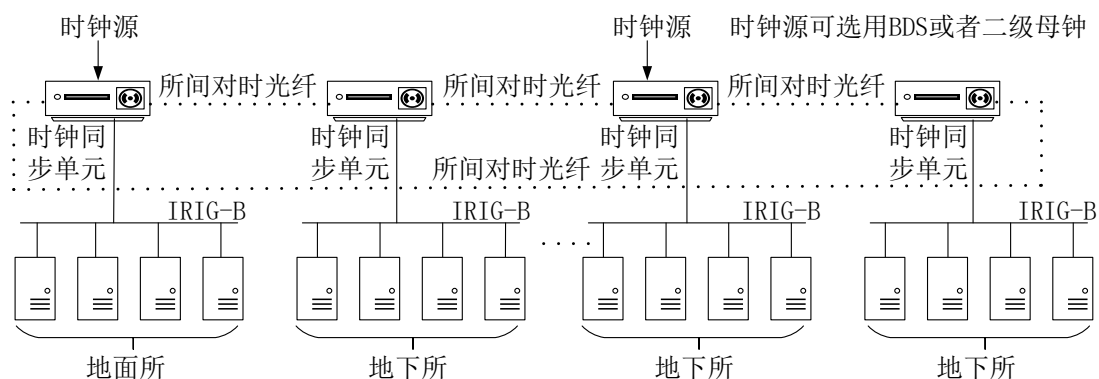 时钟源
时钟源
时钟源可选用BDS或者二级母钟
所间对时光纤
所间对时光纤
所间对时光纤
时钟同
步单元
时钟同
步单元
时钟同
步单元
时钟同
步单元
所间对时光纤
IRIG-B
IRIG-B
IRIG-B
IRIG-B
地面所
地下所
地下所
地下所